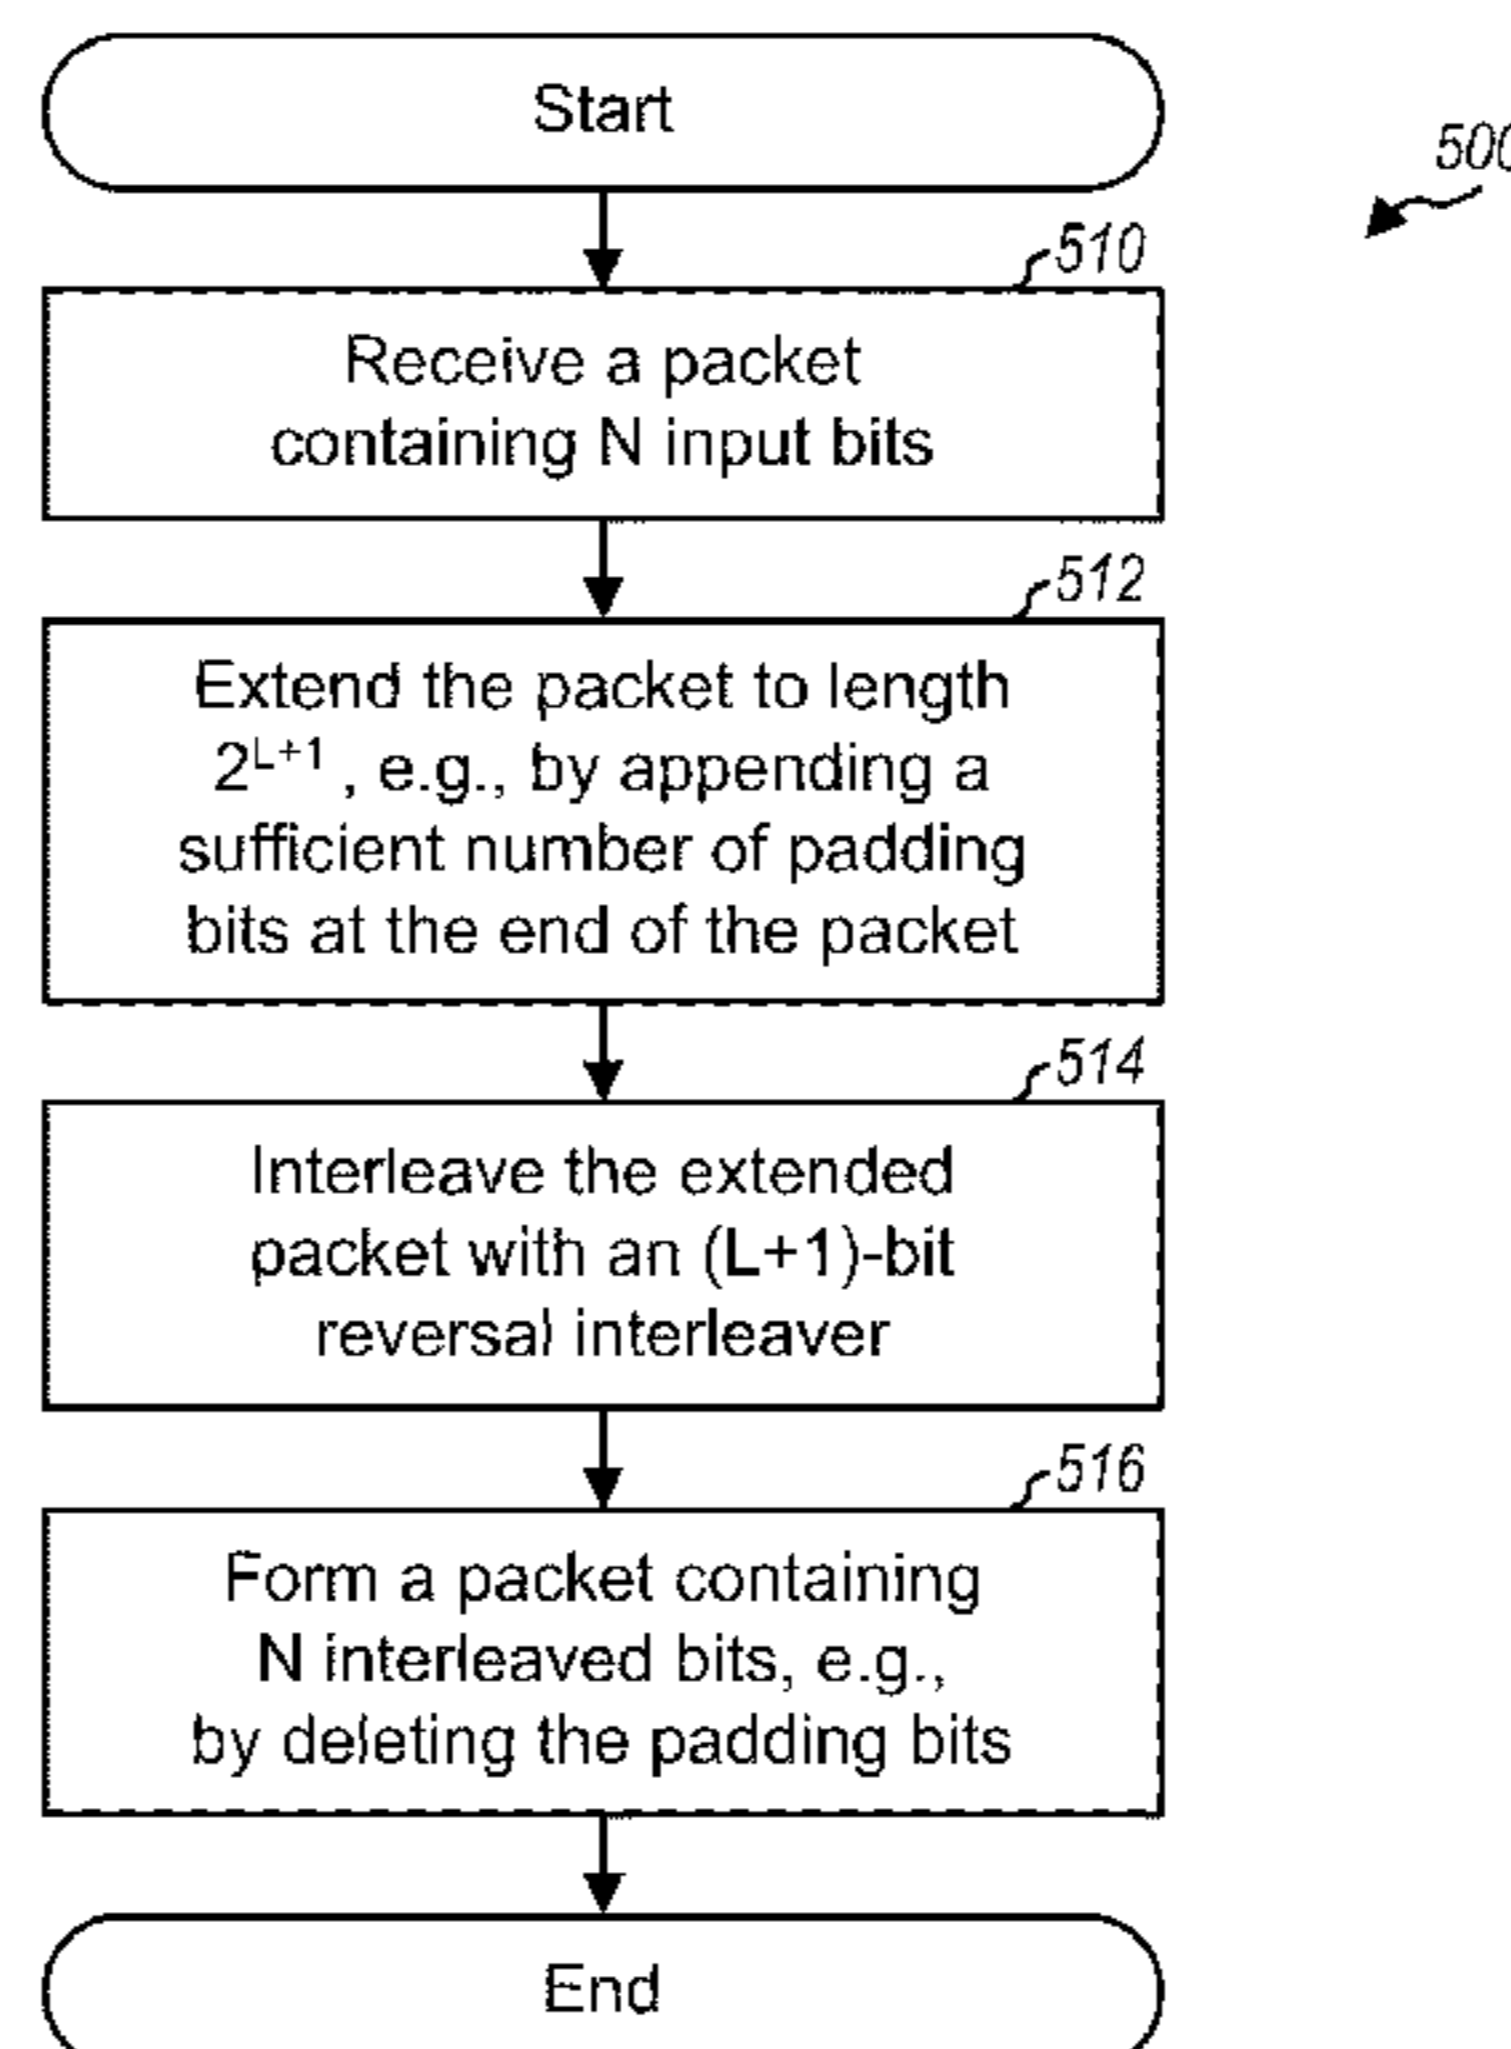 Start
500
510
Receive a packet
containing N input bits
512
Extend the packet to length
2^L+1 , e.g., by appending a
sufficient number of padding
bits at the end of the packet
514
Interleave the extended
packet with an (L+1)-bit
reversal interleaver
516
Form a packet containing
N interleaved bits, e.g.,
by deleting the padding bits
End